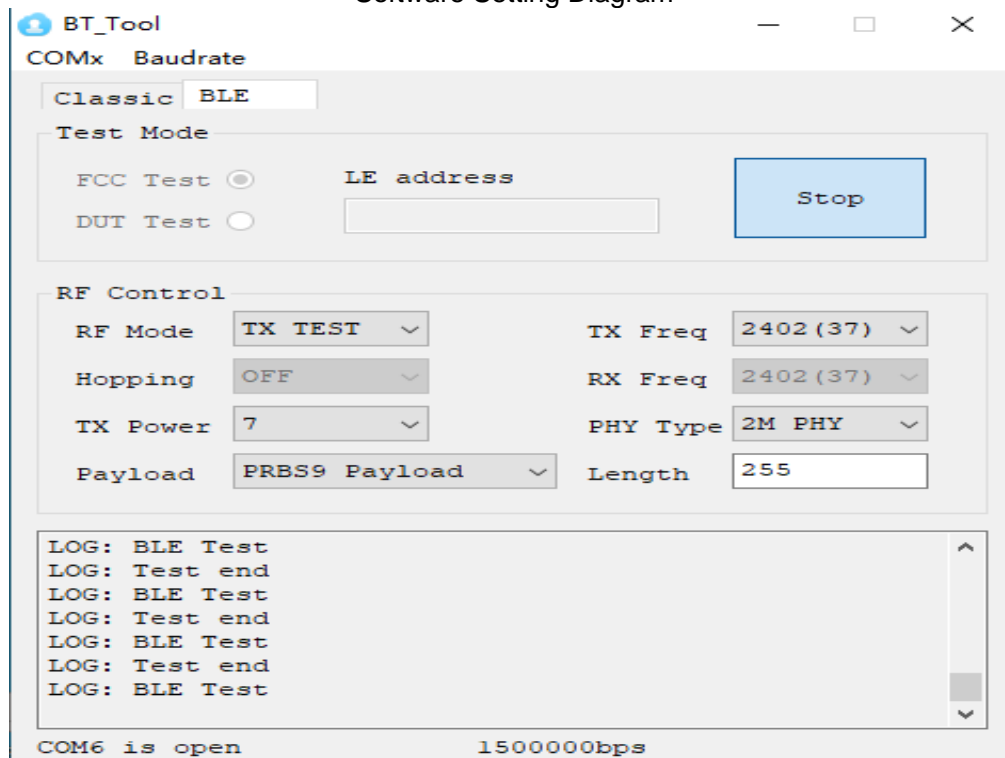 Software Setting Diagram
BT_Tool
COMx Baudrate
Classic BLE
Test Mode
FCC Test LE address
Stop
DUT Test
RF Control
RF Mode TX TEST TX Freq 2402(37)
Hopping OFF RX Freq 2402(37)
TX Power 7 PHY Type 2M PHY
Payload PRBS9 Payload Length 255
LOG: BLE Test
LOG: Test end
LOG: BLE Test
LOG: Test end
LOG: BLE Test
LOG: Test end
LOG: BLE Test
COM6 is open 1500000bps